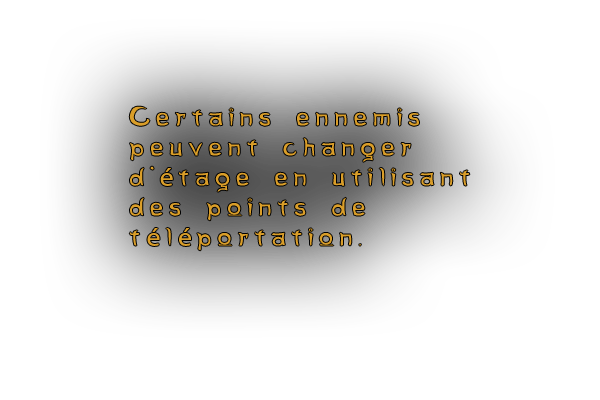 Certains ennemis
peuvent changer
d'étage en utilisant
des points de
téléportation.